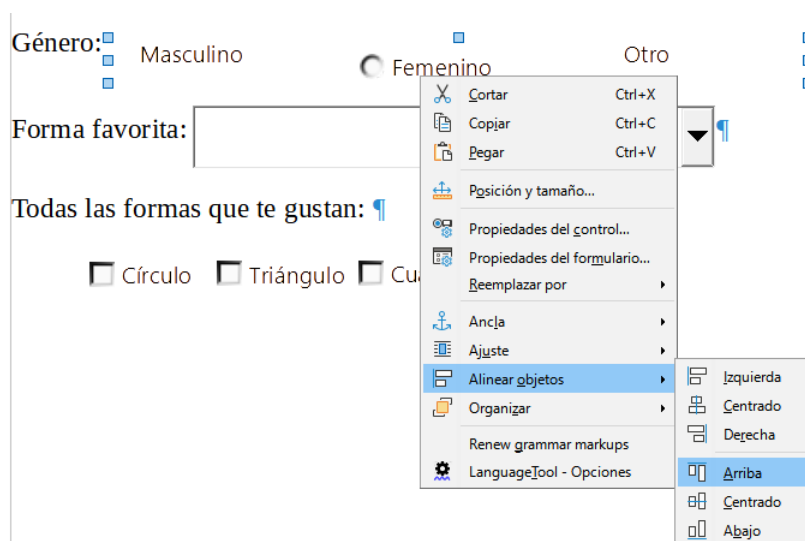 Género:
Masculino
Femenino
Otro
Forma favorita: ¶
Todas las formas que te gustan: ¶
Círculo
Triángulo
Cortar Ctrl+X
Copiar Ctrl+C
Pegar Ctrl+V
Posición y tamaño...
Propiedades del control...
Propiedades del formulario...
Reemplazar por
Ancla
Ajuste
Alinear objetos
Organizar
Renew grammar markups
LanguageTool - Opciones
Izquierda
Centrado
Derecha
Arriba
Centrado
Abajo